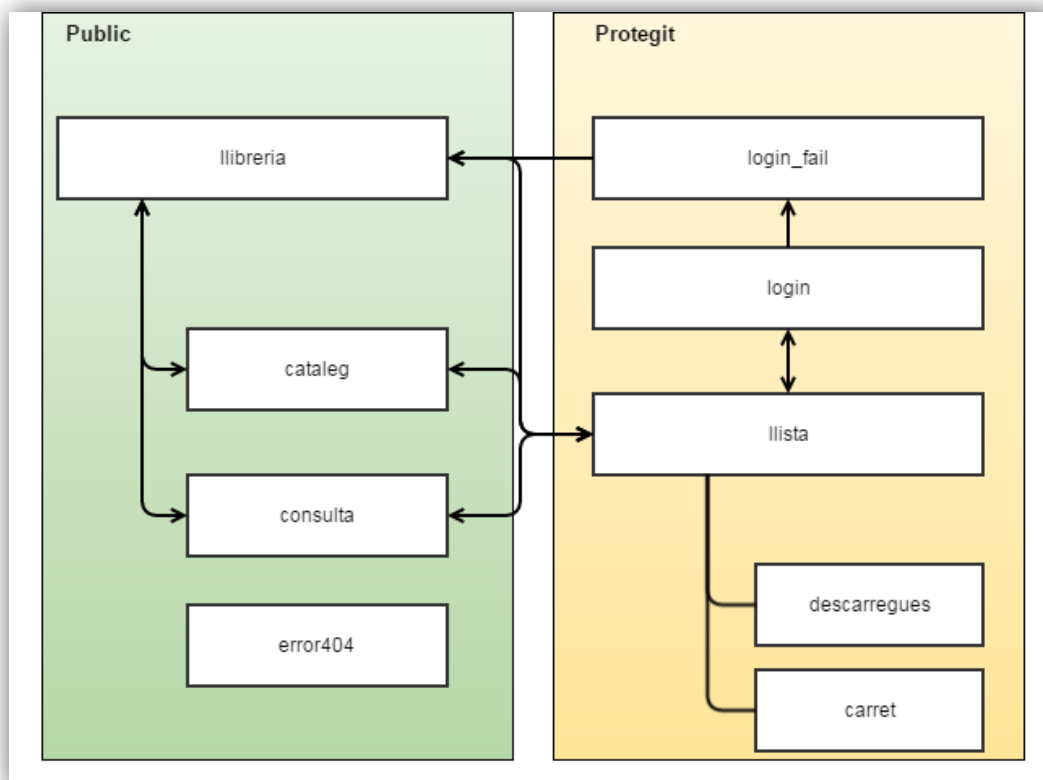 Public
llibreria
cataleg
consulta
error404
Protegit
login_fail
login
llista
descarregues
carret